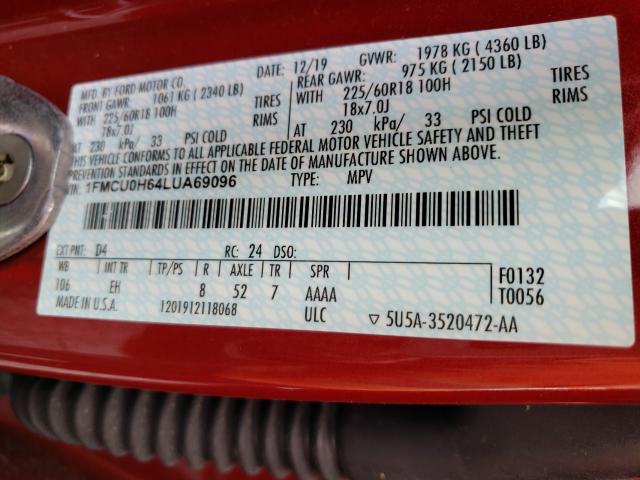 MFD. BY FORD MOTOR CO.
DATE: 12/19 GVWR: 1978 KG ( 4360 LB)
FRONT GAWR: 1061 KG ( 2340 LB) REAR GAWR: 975 KG ( 2150 LB)
WITH 225/60R18 100H TIRES WITH 225/60R18 100H TIRES
18x7.0J RIMS 18x7.0J RIMS
AT 230 kPa/ 33 PSI COLD AT 230 kPa/ 33 PSI COLD
THIS VEHICLE CONFORMS TO ALL APPLICABLE FEDERAL MOTOR VEHICLE SAFETY AND THEFT
PREVENTION STANDARDS IN EFFECT ON THE DATE OF MANUFACTURE SHOWN ABOVE.
1FMCU0H64LUA69096 TYPE: MPV
EXT PNT: D4 RC: 24 DSO:
WB INT TR TP/PS R AXLE TR SPR
106 EH 8 52 7 AAAA
F0132
T0056
MADE IN U.S.A. 1201912118068 ULC ▽ 5U5A-3520472-AA